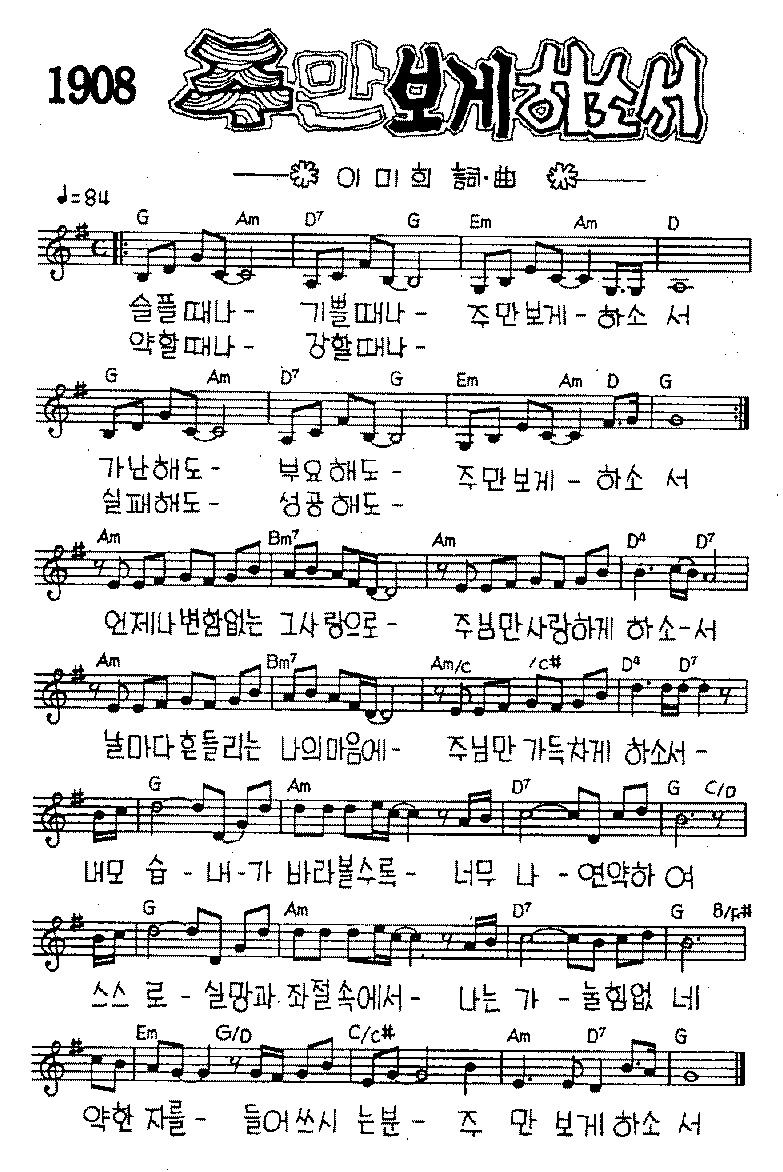 1908 주만보게하소서
이미희 詞·曲
♩=84
G Am D7 G Em Am D
슬플때나- 기쁠때나- 주만보게-하소 서
약할때나- 강할때나-
G Am D7 G Em Am D G
가난해도- 부요해도- 주만보게-하소 서
실패해도- 성공해도-
Am Bm7 Am D4 D7
언제나변함없는 그사랑으로- 주님만사랑하게 하소-서
Am Bm7 Am/C /C# D4 D7
날마다흔들리는 나의마음에- 주님만가득차게 하소서-
G Am D7 G C/D
내모 습 - 내-가 바라볼수록- 너무 나 - 연약하 여
G Am D7 G B/F#
스스 로 - 실망과 좌절속에서- 나는 가 - 눌힘없 네
Em G/D C/C# Am D7 G
약한 자를 - 들어쓰시 는분- 주 만 보게하소 서